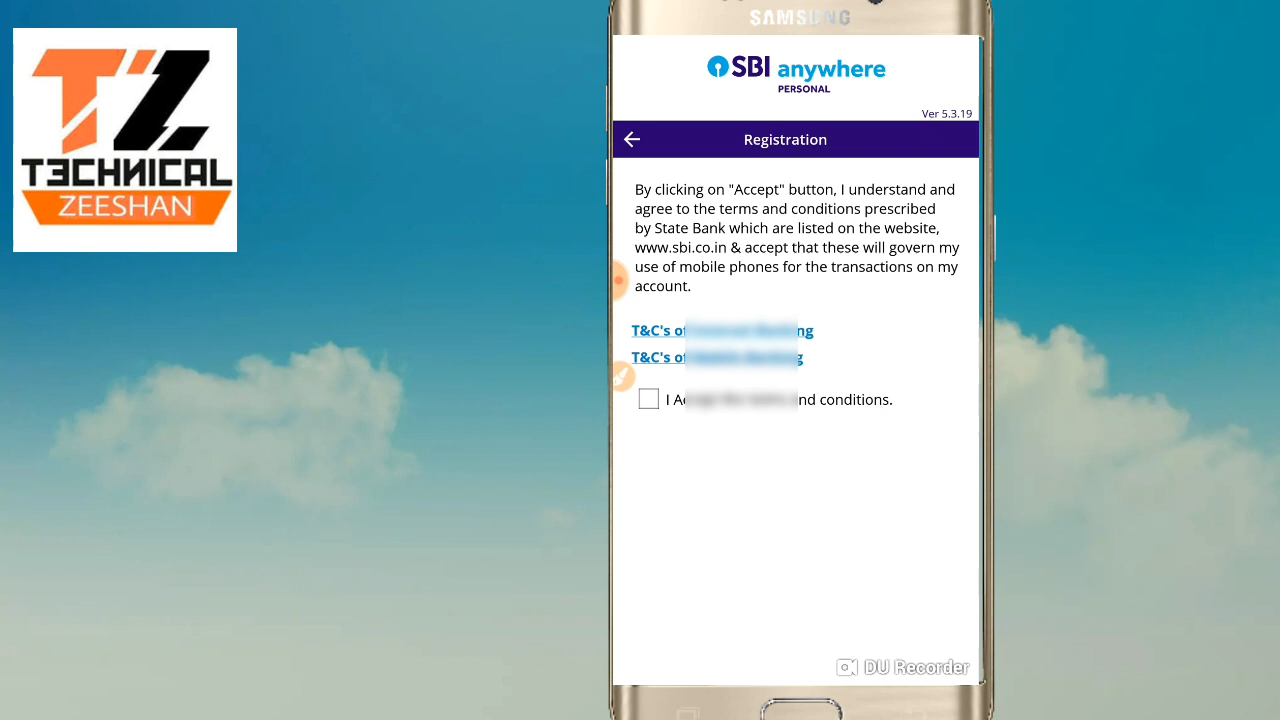 SAMSUNG
TZ
TECHNICAL
ZEESHAN
SBI anywhere
PERSONAL
Ver 5.3.19
Registration
By clicking on "Accept" button, I understand and
agree to the terms and conditions prescribed
by State Bank which are listed on the website,
www.sbi.co.in & accept that these will govern my
use of mobile phones for the transactions on my
account.
T&C's of
T&C's of
I and conditions.
DU Recorder